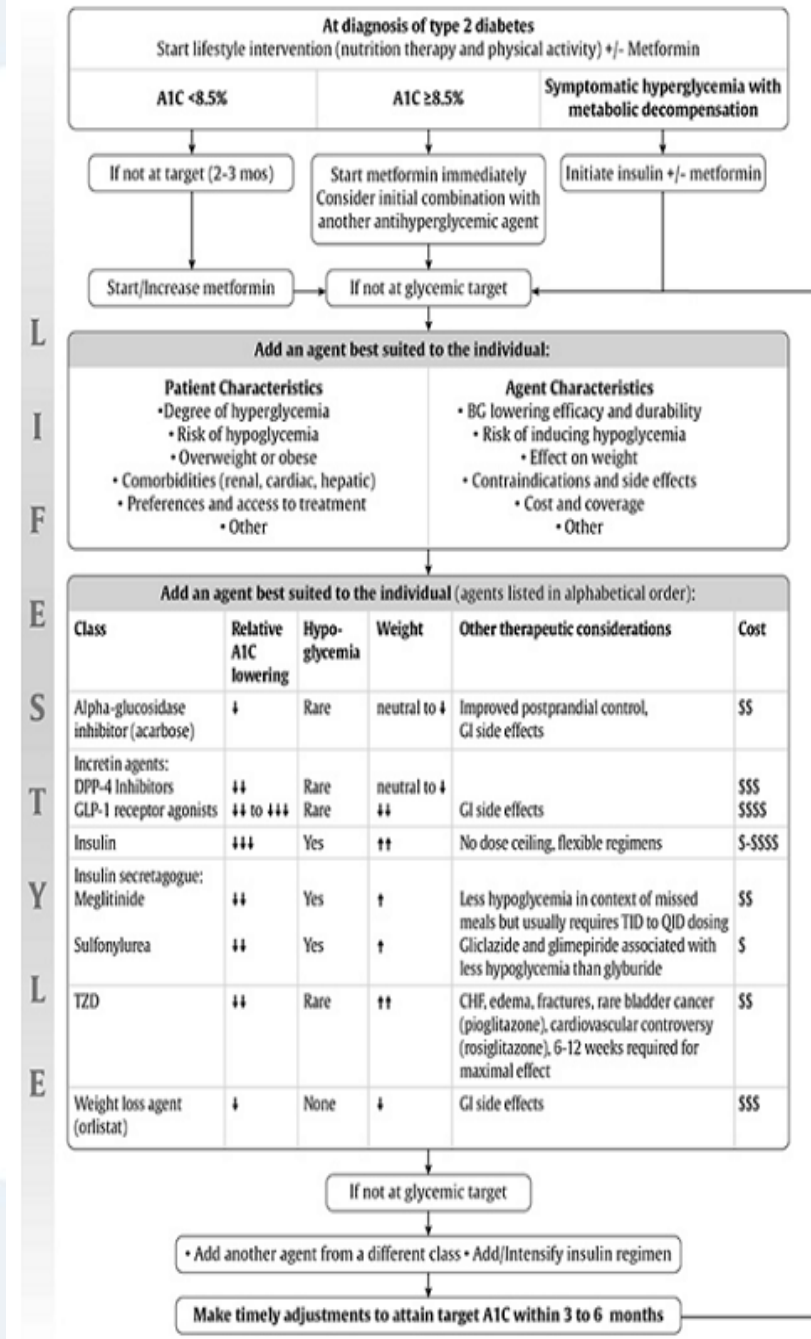 At diagnosis of type 2 diabetes
Start lifestyle intervention (nutrition therapy and physical activity) +/- Metformin
A1C <8.5%
A1C ≥8.5%
Symptomatic hyperglycemia with
metabolic decompensation
If not at target (2-3 mos)
Start metformin immediately
Consider initial combination with
another antihyperglycemic agent
Initiate insulin +/- metformin
Start/Increase metformin
If not at glycemic target
LIFESTYLE
Add an agent best suited to the individual:
Patient Characteristics
•Degree of hyperglycemia
• Risk of hypoglycemia
•Overweight or obese
• Comorbidities (renal, cardiac, hepatic)
• Preferences and access to treatment
• Other
Agent Characteristics
• BG lowering efficacy and durability
• Risk of inducing hypoglycemia
• Effect on weight
• Contraindications and side effects
• Cost and coverage
• Other
Add an agent best suited to the individual (agents listed in alphabetical order):
Class
Relative
A1C
lowering
Hypo-
glycemia
Weight
Other therapeutic considerations
Cost
Alpha-glucosidase
inhibitor (acarbose)
↓
Rare
neutral to ↓
Improved postprandial control,
GI side effects
$$
Incretin agents:
DPP-4 Inhibitors ↓↓ Rare neutral to ↓ $$$
GLP-1 receptor agonists ↓↓ to ↓↓↓ Rare ↓↓ GI side effects $$$$
Insulin ↓↓↓ Yes ↑↑ No dose ceiling, flexible regimens $-$$$$
Insulin secretagogue:
Meglitinide ↓↓ Yes ↑ Less hypoglycemia in context of missed $$
meals but usually requires TID to QID dosing
Sulfonylurea ↓↓ Yes ↑ Gliclazide and glimepiride associated with $
less hypoglycemia than glyburide
TZD ↓↓ Rare ↑↑ CHF, edema, fractures, rare bladder cancer $$
(pioglitazone), cardiovascular controversy
(rosiglitazone), 6-12 weeks required for
maximal effect
Weight loss agent ↓ None ↓ GI side effects $$$
(orlistat)
If not at glycemic target
• Add another agent from a different class • Add/Intensify insulin regimen
Make timely adjustments to attain target A1C within 3 to 6 months